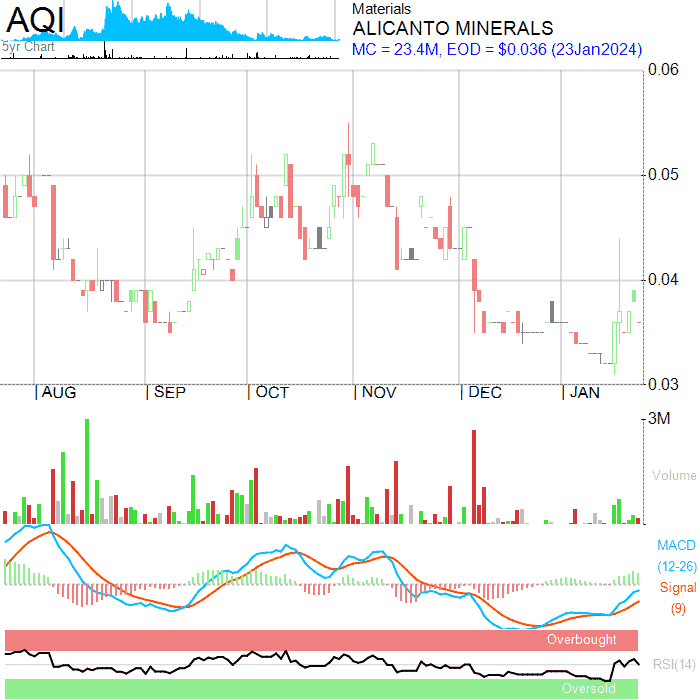 AQI
5yr Chart
Materials
ALICANTO MINERALS
MC = 23.4M, EOD = $0.036 (23Jan2024)
0.06
0.05
0.04
0.03
AUG SEP OCT NOV DEC JAN
3M
Volume
MACD
(12-26)
Signal
(9)
Overbought
RSI(14)
Oversold